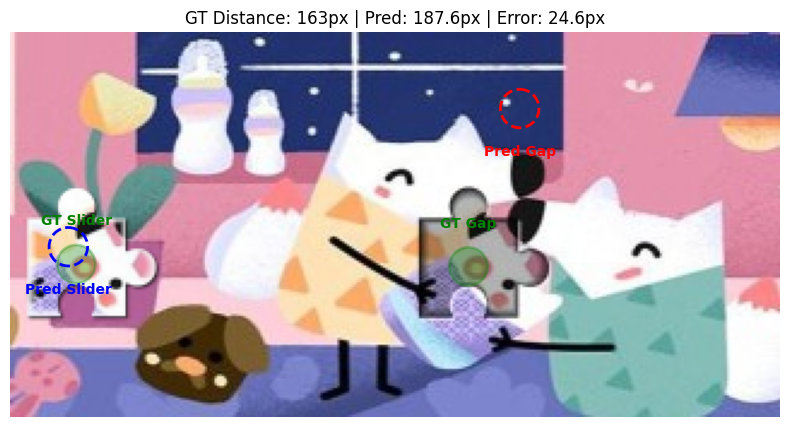 GT Distance: 163px | Pred: 187.6px | Error: 24.6px
Pred Gap
GT Slider
GT Gap
Pred Slider